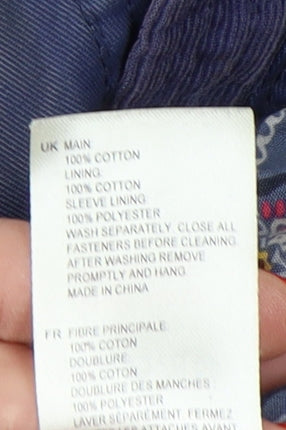 UK MAIN
100% COTTON
LINING
100% COTTON
SLEEVE LINING
100% POLYESTER
WASH SEPARATELY. CLOSE ALL
FASTENERS BEFORE CLEANING.
AFTER WASHING REMOVE
PROMPTLY AND HANG
MADE IN CHINA
FR FIBRE PRINCIPALE:
100% COTON
DOUBLURE:
100% COTON
DOUBLURE DES MANCHES :
100% POLYESTER
LAVER SÉPARÉMENT. FERMEZ
ATTACHES AVANT